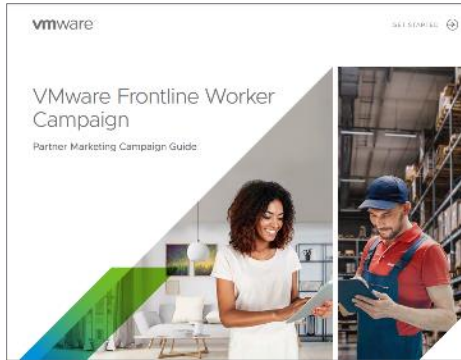 vmware
GET STARTED
VMware Frontline Worker
Campaign
Partner Marketing Campaign Guide